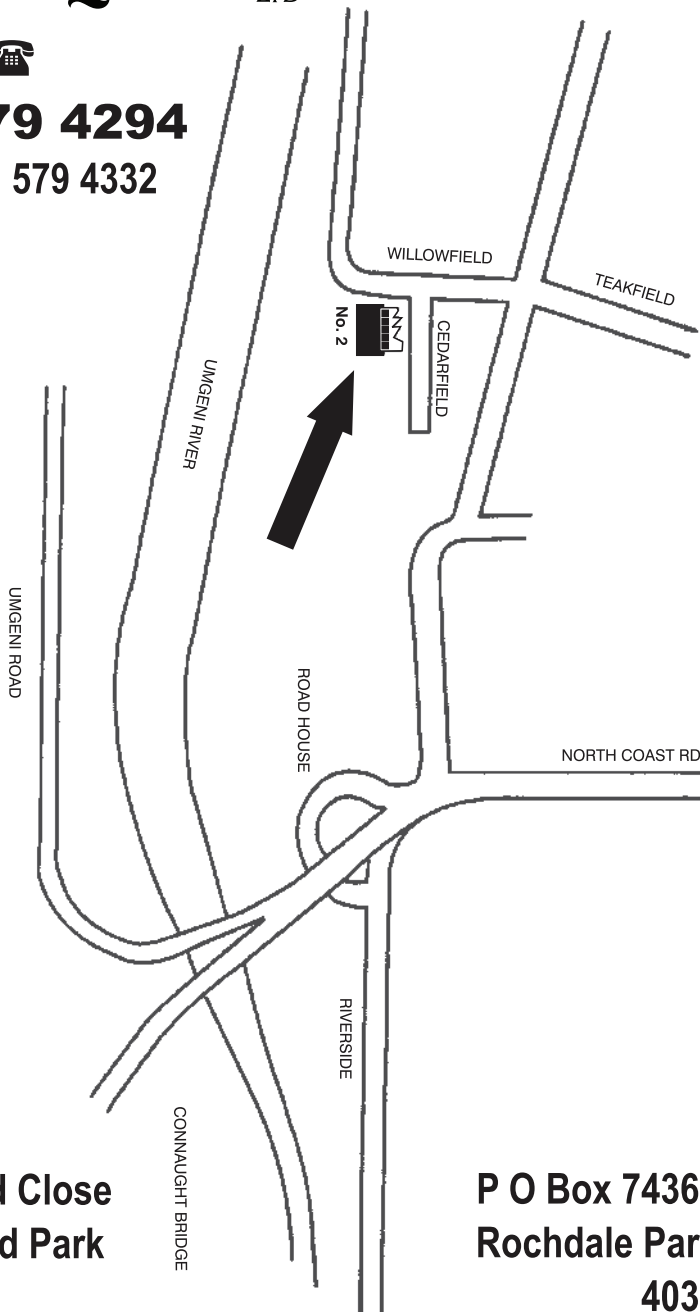 79 4294
579 4332
WILLOWFIELD
TEAKFIELD
No. 2
CEDARFIELD
UMGENI RIVER
UMGENI ROAD
ROAD HOUSE
NORTH COAST RD
RIVERSIDE
CONNAUGHT BRIDGE
d Close
d Park
P O Box 7436
Rochdale Par
403